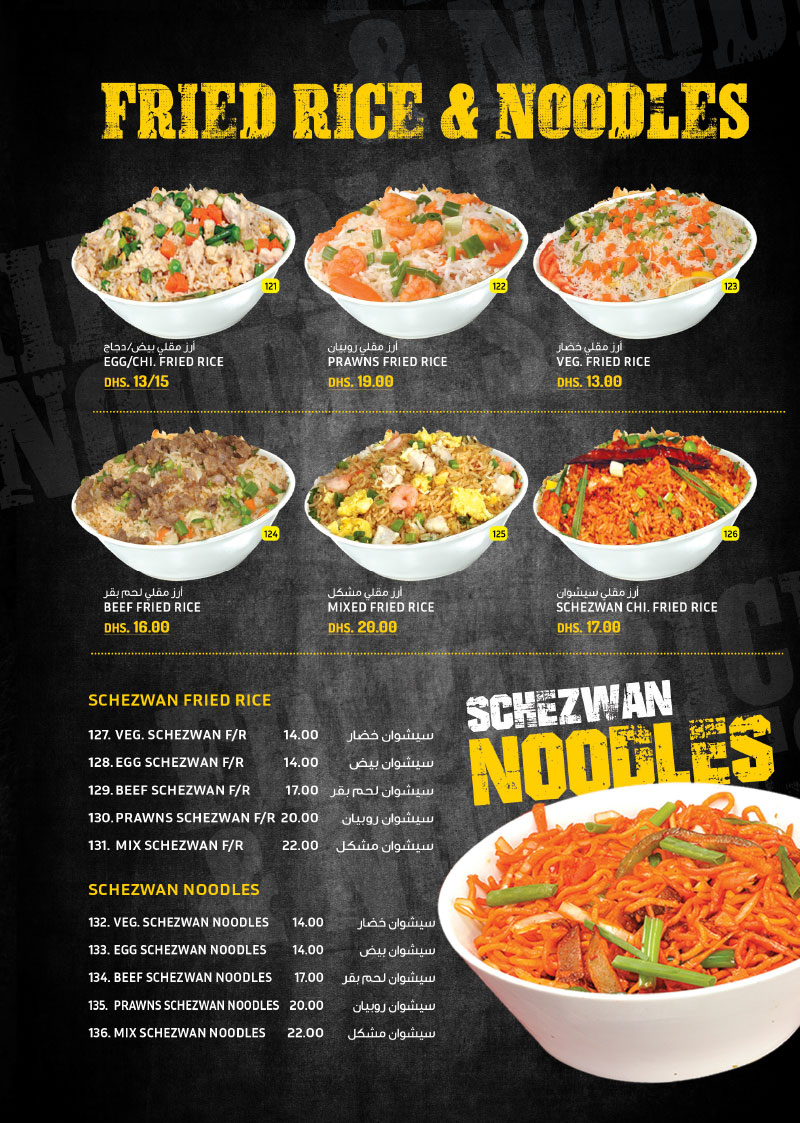 FRIED RICE & NOODLES
121
122
123
أرز مقلي بيض/دجاج
EGG/CHI. FRIED RICE
DHS. 13/15
أرز مقلي روبيان
PRAWNS FRIED RICE
DHS. 19.00
أرز مقلي خضار
VEG. FRIED RICE
DHS. 13.00
124
125
126
أرز مقلي لحم بقر
BEEF FRIED RICE
DHS. 16.00
أرز مقلي مشكل
MIXED FRIED RICE
DHS. 20.00
أرز مقلي سيشوان
SCHEZWAN CHI. FRIED RICE
DHS. 17.00
SCHEZWAN FRIED RICE
127. VEG. SCHEZWAN F/R 14.00 سيشوان خضار
128. EGG SCHEZWAN F/R 14.00 سيشوان بيض
129. BEEF SCHEZWAN F/R 17.00 سيشوان لحم بقر
130. PRAWNS SCHEZWAN F/R 20.00 سيشوان روبيان
131. MIX SCHEZWAN F/R 22.00 سيشوان مشكل
SCHEZWAN NOODLES
132. VEG. SCHEZWAN NOODLES 14.00 سيشوان خضار
133. EGG SCHEZWAN NOODLES 14.00 سيشوان بيض
134. BEEF SCHEZWAN NOODLES 17.00 سيشوان لحم بقر
135. PRAWNS SCHEZWAN NOODLES 20.00 سيشوان روبيان
136. MIX SCHEZWAN NOODLES 22.00 سيشوان مشكل
SCHEZWAN
NOODLES